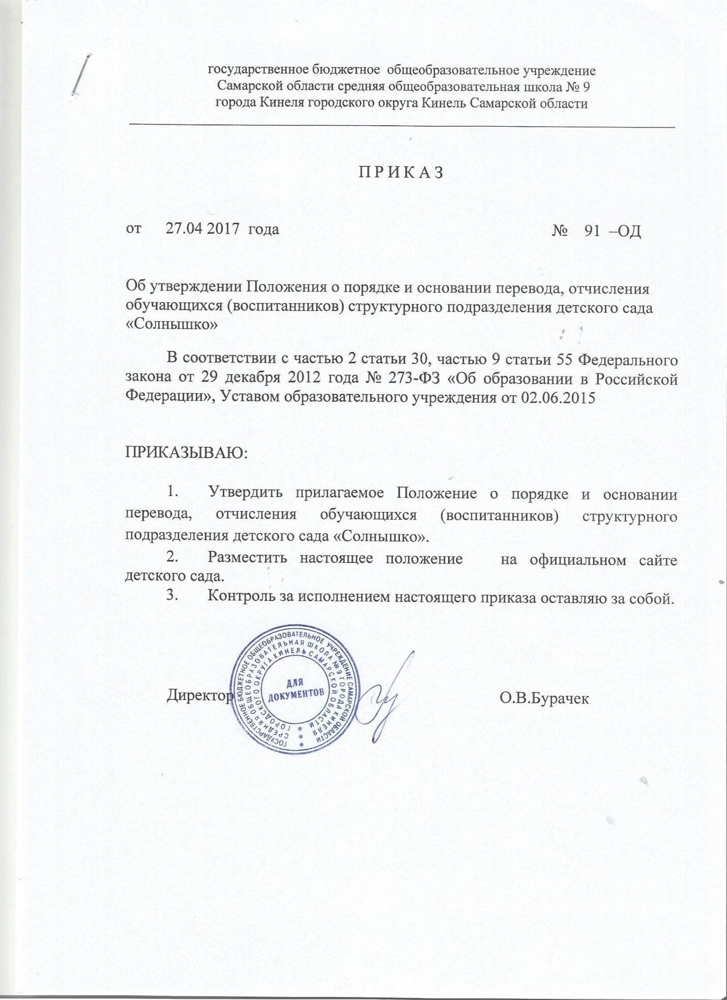 государственное бюджетное общеобразовательное учреждение
Самарской области средняя общеобразовательная школа № 9
города Кинеля городского округа Кинель Самарской области
ПРИКАЗ
от 27.04 2017 года № 91 –ОД
Об утверждении Положения о порядке и основании перевода, отчисления
обучающихся (воспитанников) структурного подразделения детского сада
«Солнышко»
В соответствии с частью 2 статьи 30, частью 9 статьи 55 Федерального
закона от 29 декабря 2012 года № 273-ФЗ «Об образовании в Российской
Федерации», Уставом образовательного учреждения от 02.06.2015
ПРИКАЗЫВАЮ:
1. Утвердить прилагаемое Положение о порядке и основании
перевода, отчисления обучающихся (воспитанников) структурного
подразделения детского сада «Солнышко».
2. Разместить настоящее положение на официальном сайте
детского сада.
3. Контроль за исполнением настоящего приказа оставляю за собой.
ГОСУДАРСТВЕННОЕ БЮДЖЕТНОЕ ОБЩЕОБРАЗОВАТЕЛЬНОЕ УЧРЕЖДЕНИЕ САМАРСКОЙ ОБЛАСТИ *
СРЕДНЯЯ ОБЩЕОБРАЗОВАТЕЛЬНАЯ ШКОЛА № 9 ГОРОДА КИНЕЛЯ *
ГОРОДСКОГО ОКРУГА КИНЕЛЬ САМАРСКОЙ ОБЛАСТИ *
ДЛЯ
ДОКУМЕНТОВ
Директор О.В.Бурачек